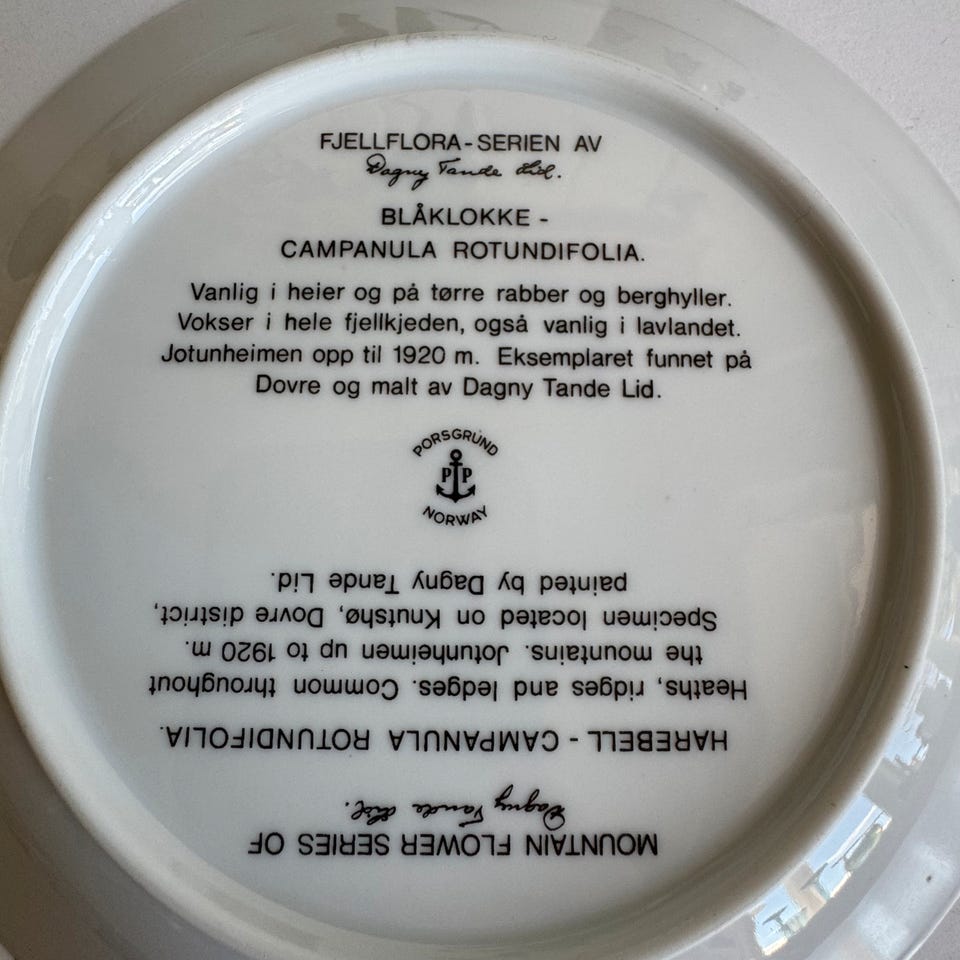 FJELLFLORA-SERIEN AV
Dagny Tande Lid.
BLÅKLOKKE -
CAMPANULA ROTUNDIFOLIA.
Vanlig i heier og på tørre rabber og berghyller.
Vokser i hele fjellkjeden, også vanlig i lavlandet.
Jotunheimen opp til 1920 m. Eksemplaret funnet på
Dovre og malt av Dagny Tande Lid.
PORSGRUND
PP
NORWAY
MOUNTAIN FLOWER SERIES OF
Dagny Tande Lid.
HAREBELL - CAMPANULA ROTUNDIFOLIA.
Heaths, ridges and ledges. Common throughout
the mountains. Jotunheimen up to 1920 m.
Specimen located on Knutshø, Dovre district,
painted by Dagny Tande Lid.